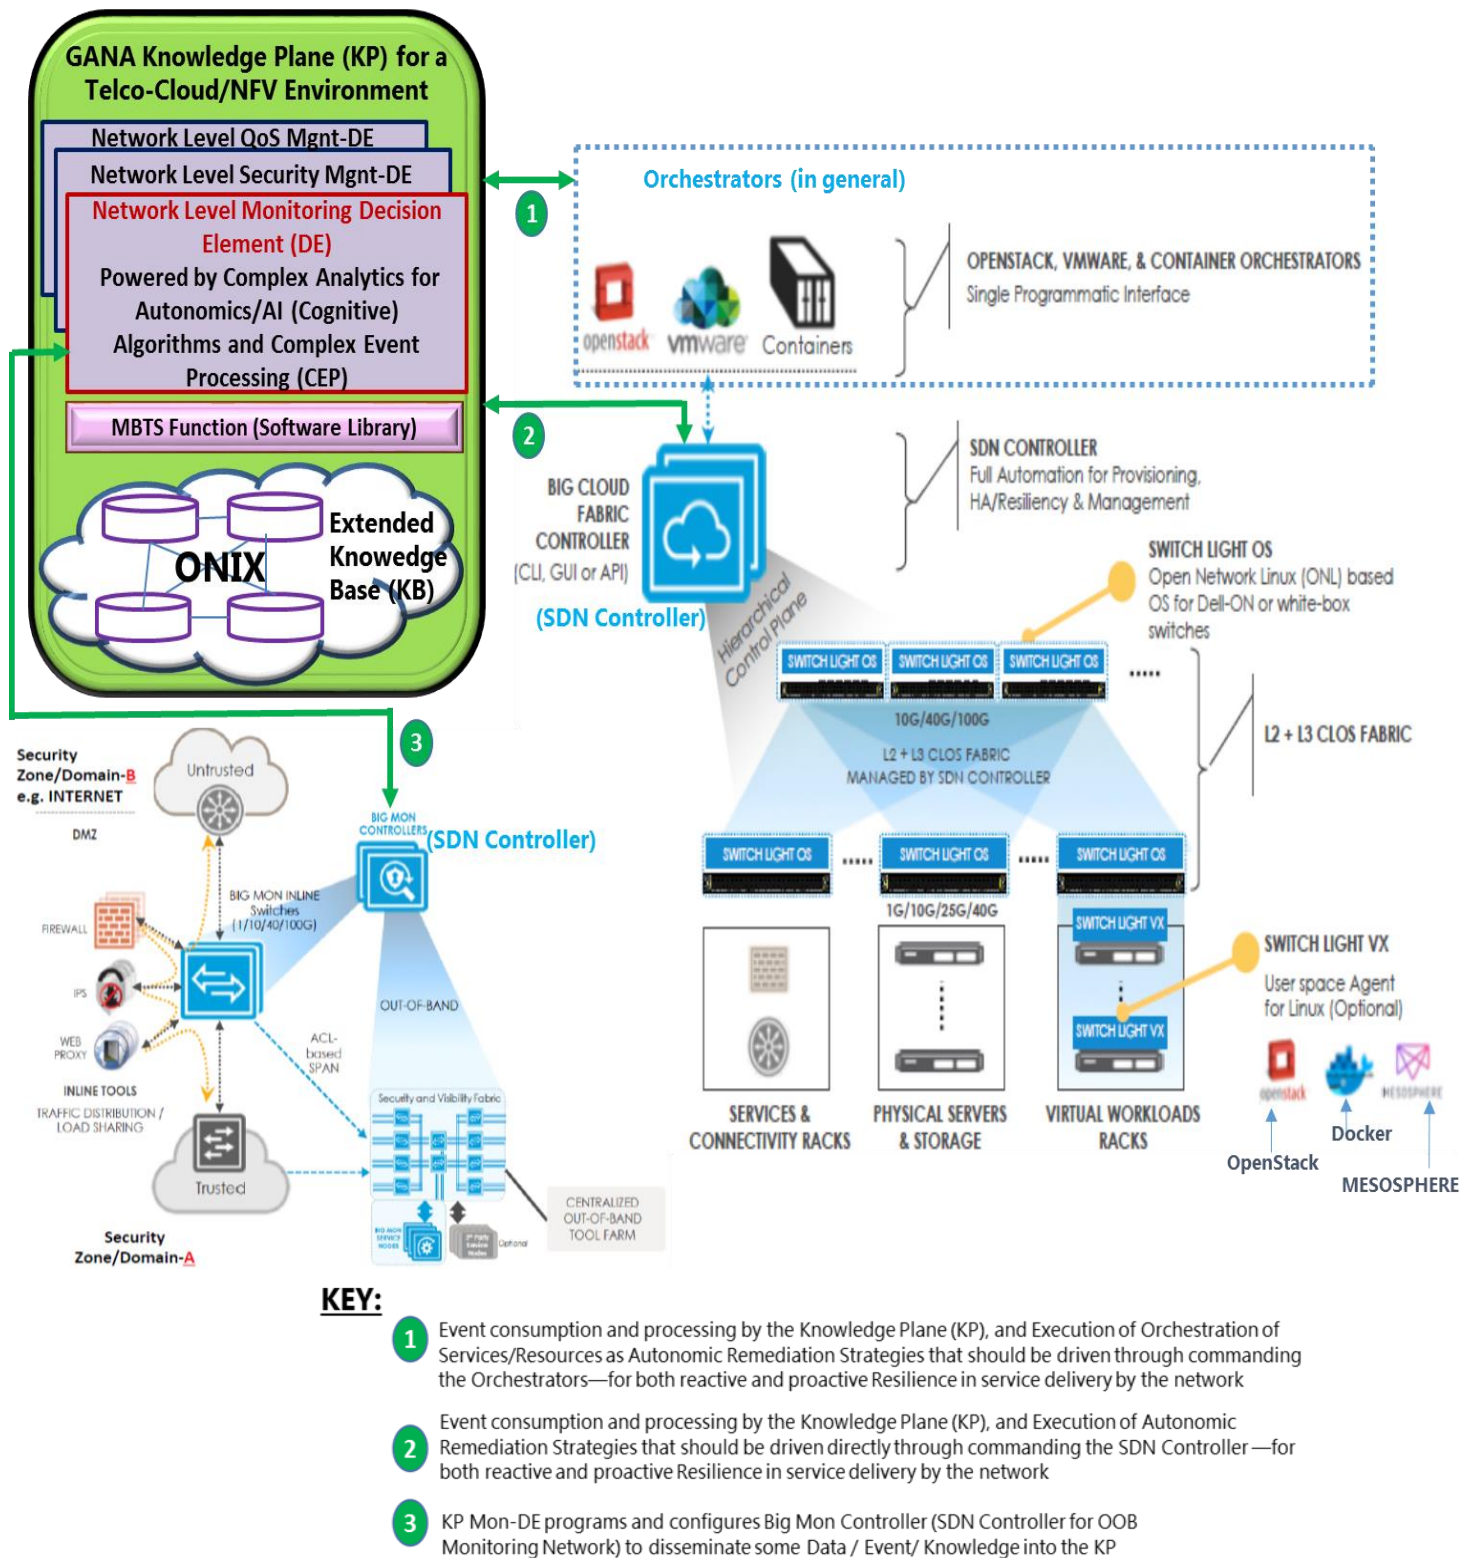 GANA Knowledge Plane (KP) for a
Telco-Cloud/NFV Environment
Network Level QoS Mgnt-DE
Network Level Security Mgnt-DE
Network Level Monitoring Decision
Element (DE)
Powered by Complex Analytics for
Autonomics/AI (Cognitive)
Algorithms and Complex Event
Processing (CEP)
MBTS Function (Software Library)
ONIX
Extended
Knowedge
Base (KB)
1
2
3
Orchestrators (in general)
openstack
vmware
Containers
OPENSTACK, VMWARE, & CONTAINER ORCHESTRATORS
Single Programmatic Interface
BIG CLOUD
FABRIC
CONTROLLER
(CLI, GUI or API)
(SDN Controller)
SDN CONTROLLER
Full Automation for Provisioning,
HA/Resiliency & Management
Hierarchical
Control Plane
SWITCH LIGHT OS
Open Network Linux (ONL) based
OS for Dell-ON or white-box
switches
SWITCH LIGHT OS
SWITCH LIGHT OS
SWITCH LIGHT OS
10G/40G/100G
L2 + L3 CLOS FABRIC
MANAGED BY SDN CONTROLLER
L2 + L3 CLOS FABRIC
SWITCH LIGHT OS
SWITCH LIGHT OS
SWITCH LIGHT OS
1G/10G/25G/40G
SWITCH LIGHT VX
SWITCH LIGHT VX
SWITCH LIGHT VX
User space Agent
for Linux (Optional)
openstack
MESOSPHERE
OpenStack
Docker
MESOSPHERE
SERVICES &
CONNECTIVITY RACKS
PHYSICAL SERVERS
& STORAGE
VIRTUAL WORKLOADS
RACKS
Security
Zone/Domain-B
e.g. INTERNET
DMZ
Untrusted
BIG MON
CONTROLLERS
(SDN Controller)
BIG MON INLINE
Switches
(1/10/40/100G)
FIREWALL
IPS
WEB
PROXY
INLINE TOOLS
TRAFFIC DISTRIBUTION /
LOAD SHARING
OUT-OF-BAND
ACL-
based
SPAN
Security and Visibility Fabric
Trusted
Security
Zone/Domain-A
BIG MON
SERVICE
NODES
3rd Party
Service
Nodes
Optional
CENTRALIZED
OUT-OF-BAND
TOOL FARM
KEY:
1 Event consumption and processing by the Knowledge Plane (KP), and Execution of Orchestration of
Services/Resources as Autonomic Remediation Strategies that should be driven through commanding
the Orchestrators—for both reactive and proactive Resilience in service delivery by the network
2 Event consumption and processing by the Knowledge Plane (KP), and Execution of Autonomic
Remediation Strategies that should be driven directly through commanding the SDN Controller —for
both reactive and proactive Resilience in service delivery by the network
3 KP Mon-DE programs and configures Big Mon Controller (SDN Controller for OOB
Monitoring Network) to disseminate some Data / Event/ Knowledge into the KP